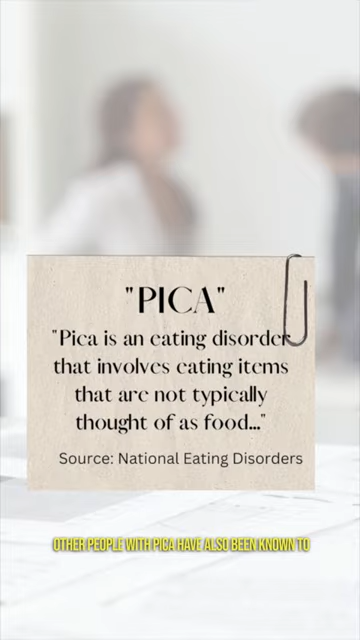 "PICA"
"Pica is an eating disorder
that involves eating items
that are not typically
thought of as food..."
Source: National Eating Disorders
OTHER PEOPLE WITH PICA HAVE ALSO BEEN KNOWN TO